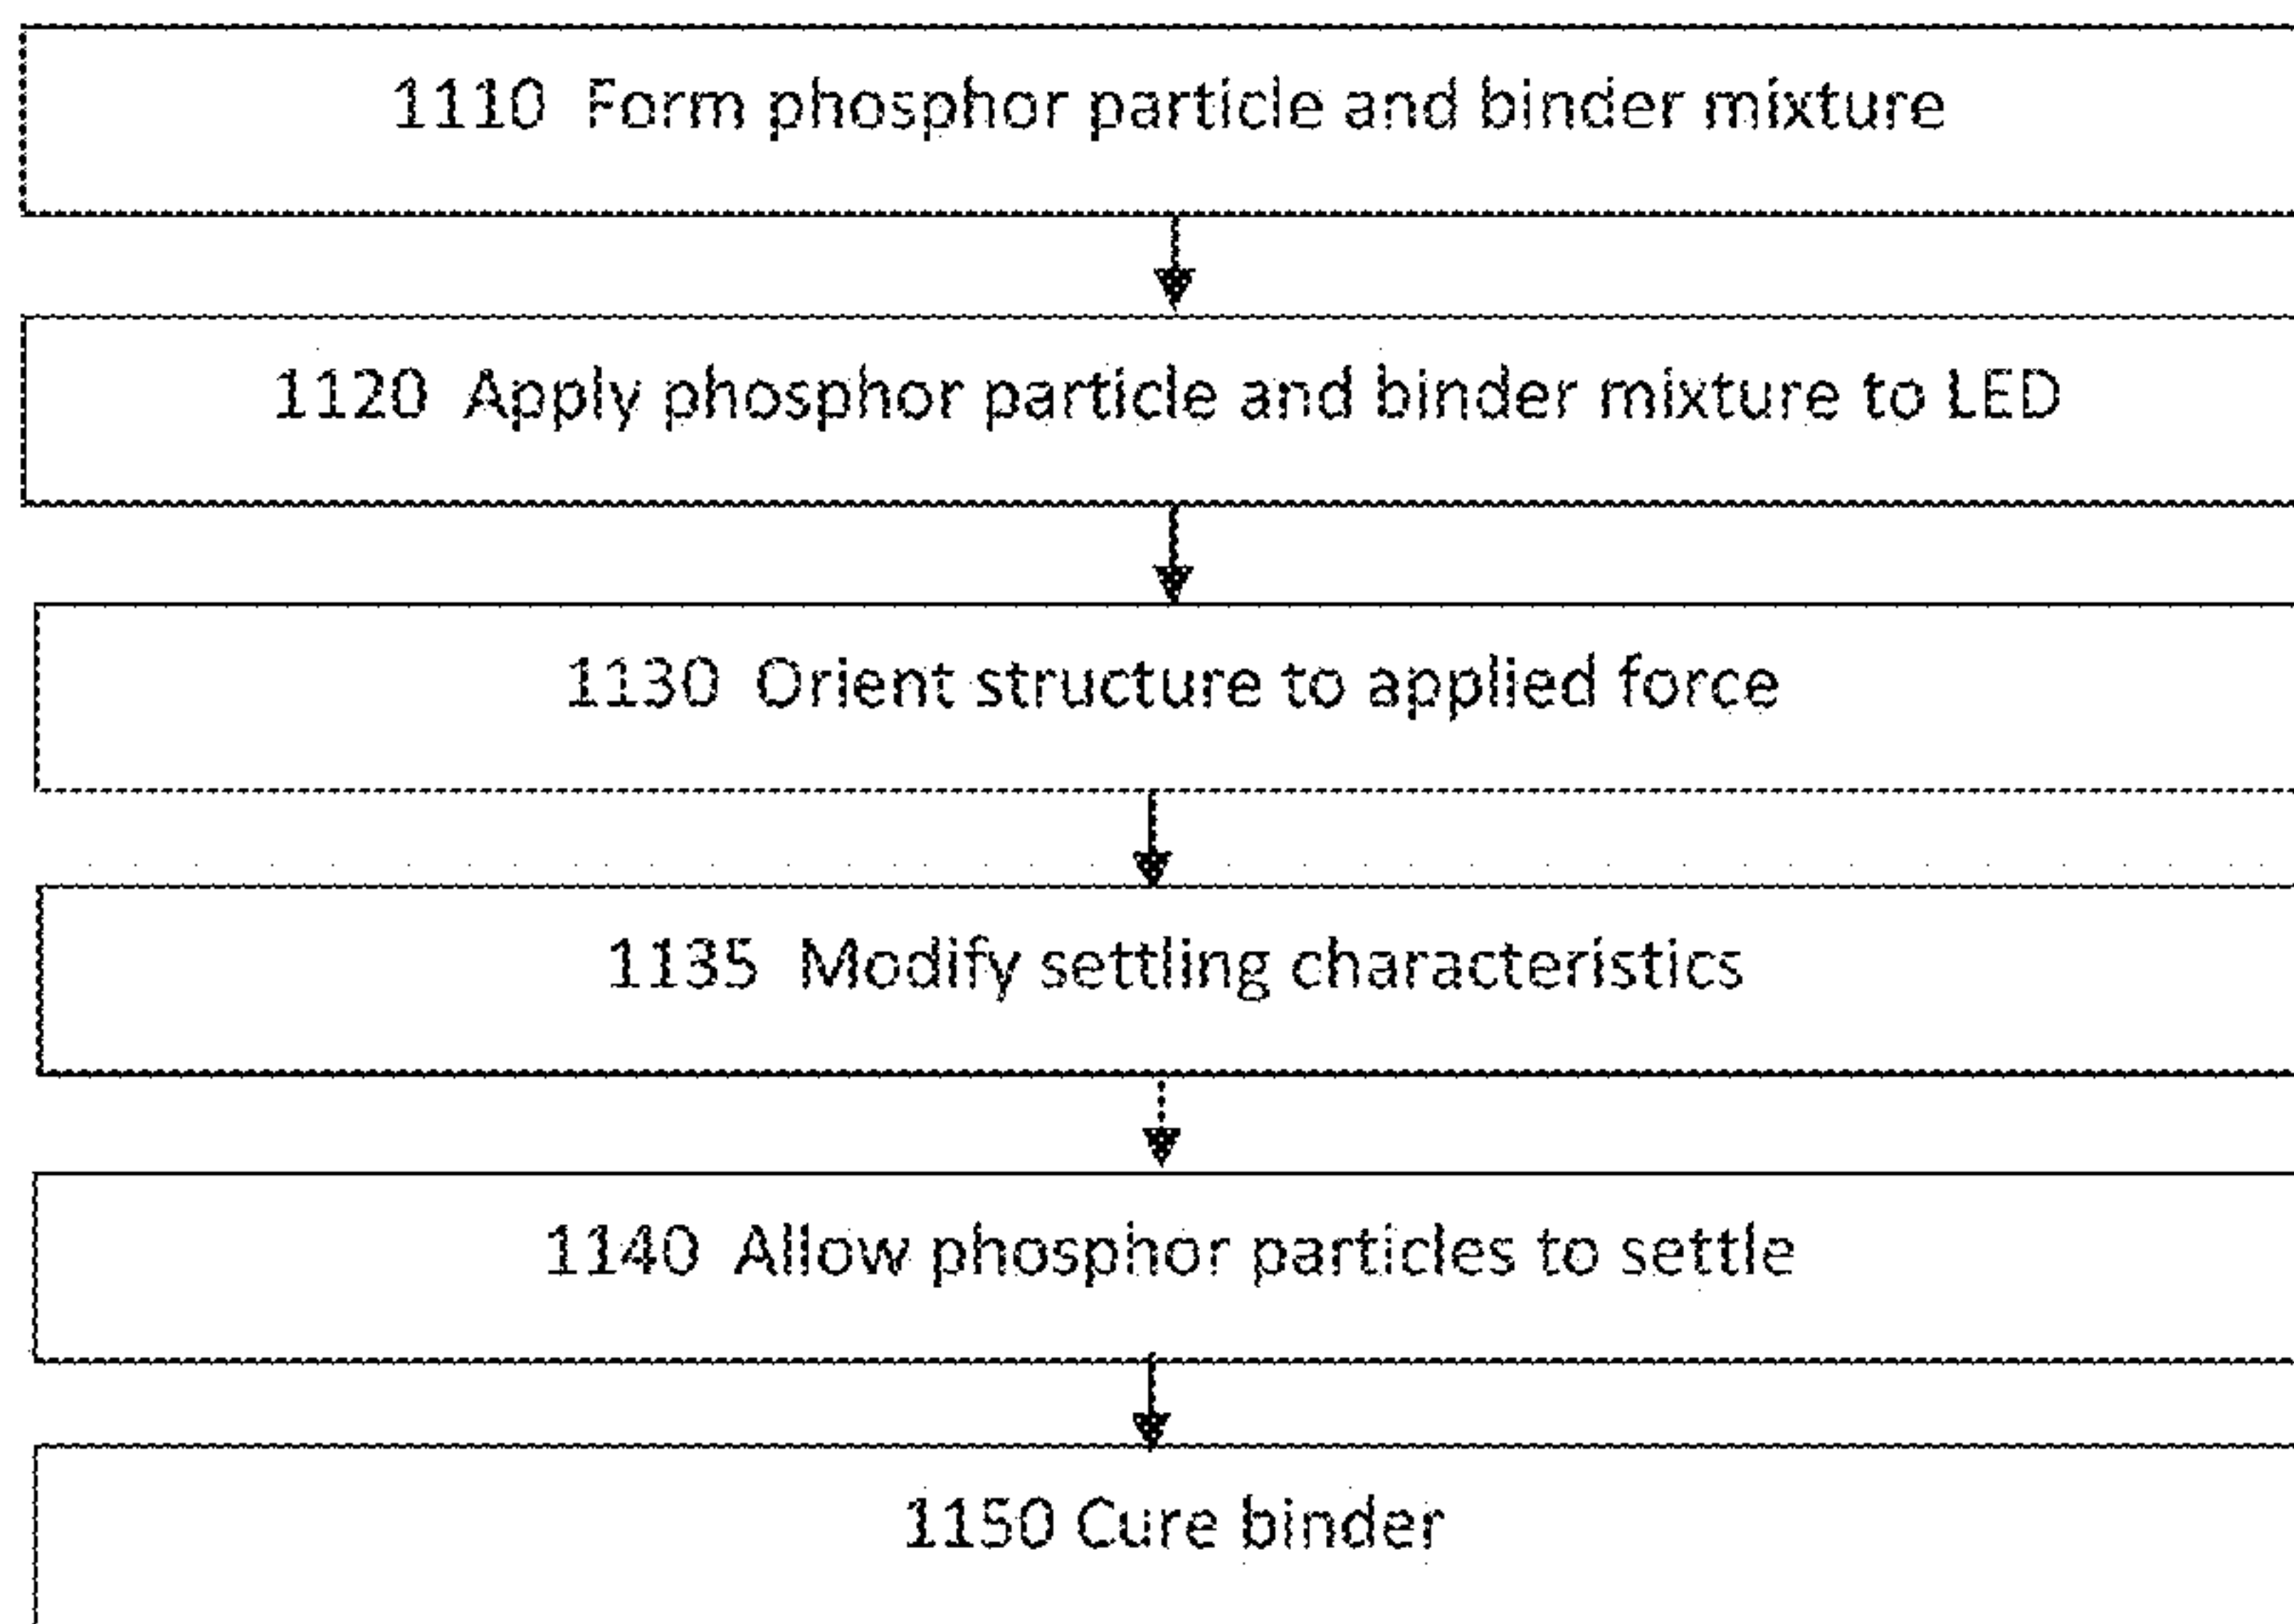 1110 Form phosphor particle and binder mixture
1120 Apply phosphor particle and binder mixture to LED
1130 Orient structure to applied force
1135 Modify settling characteristics
1140 Allow phosphor particles to settle
1150 Cure binder